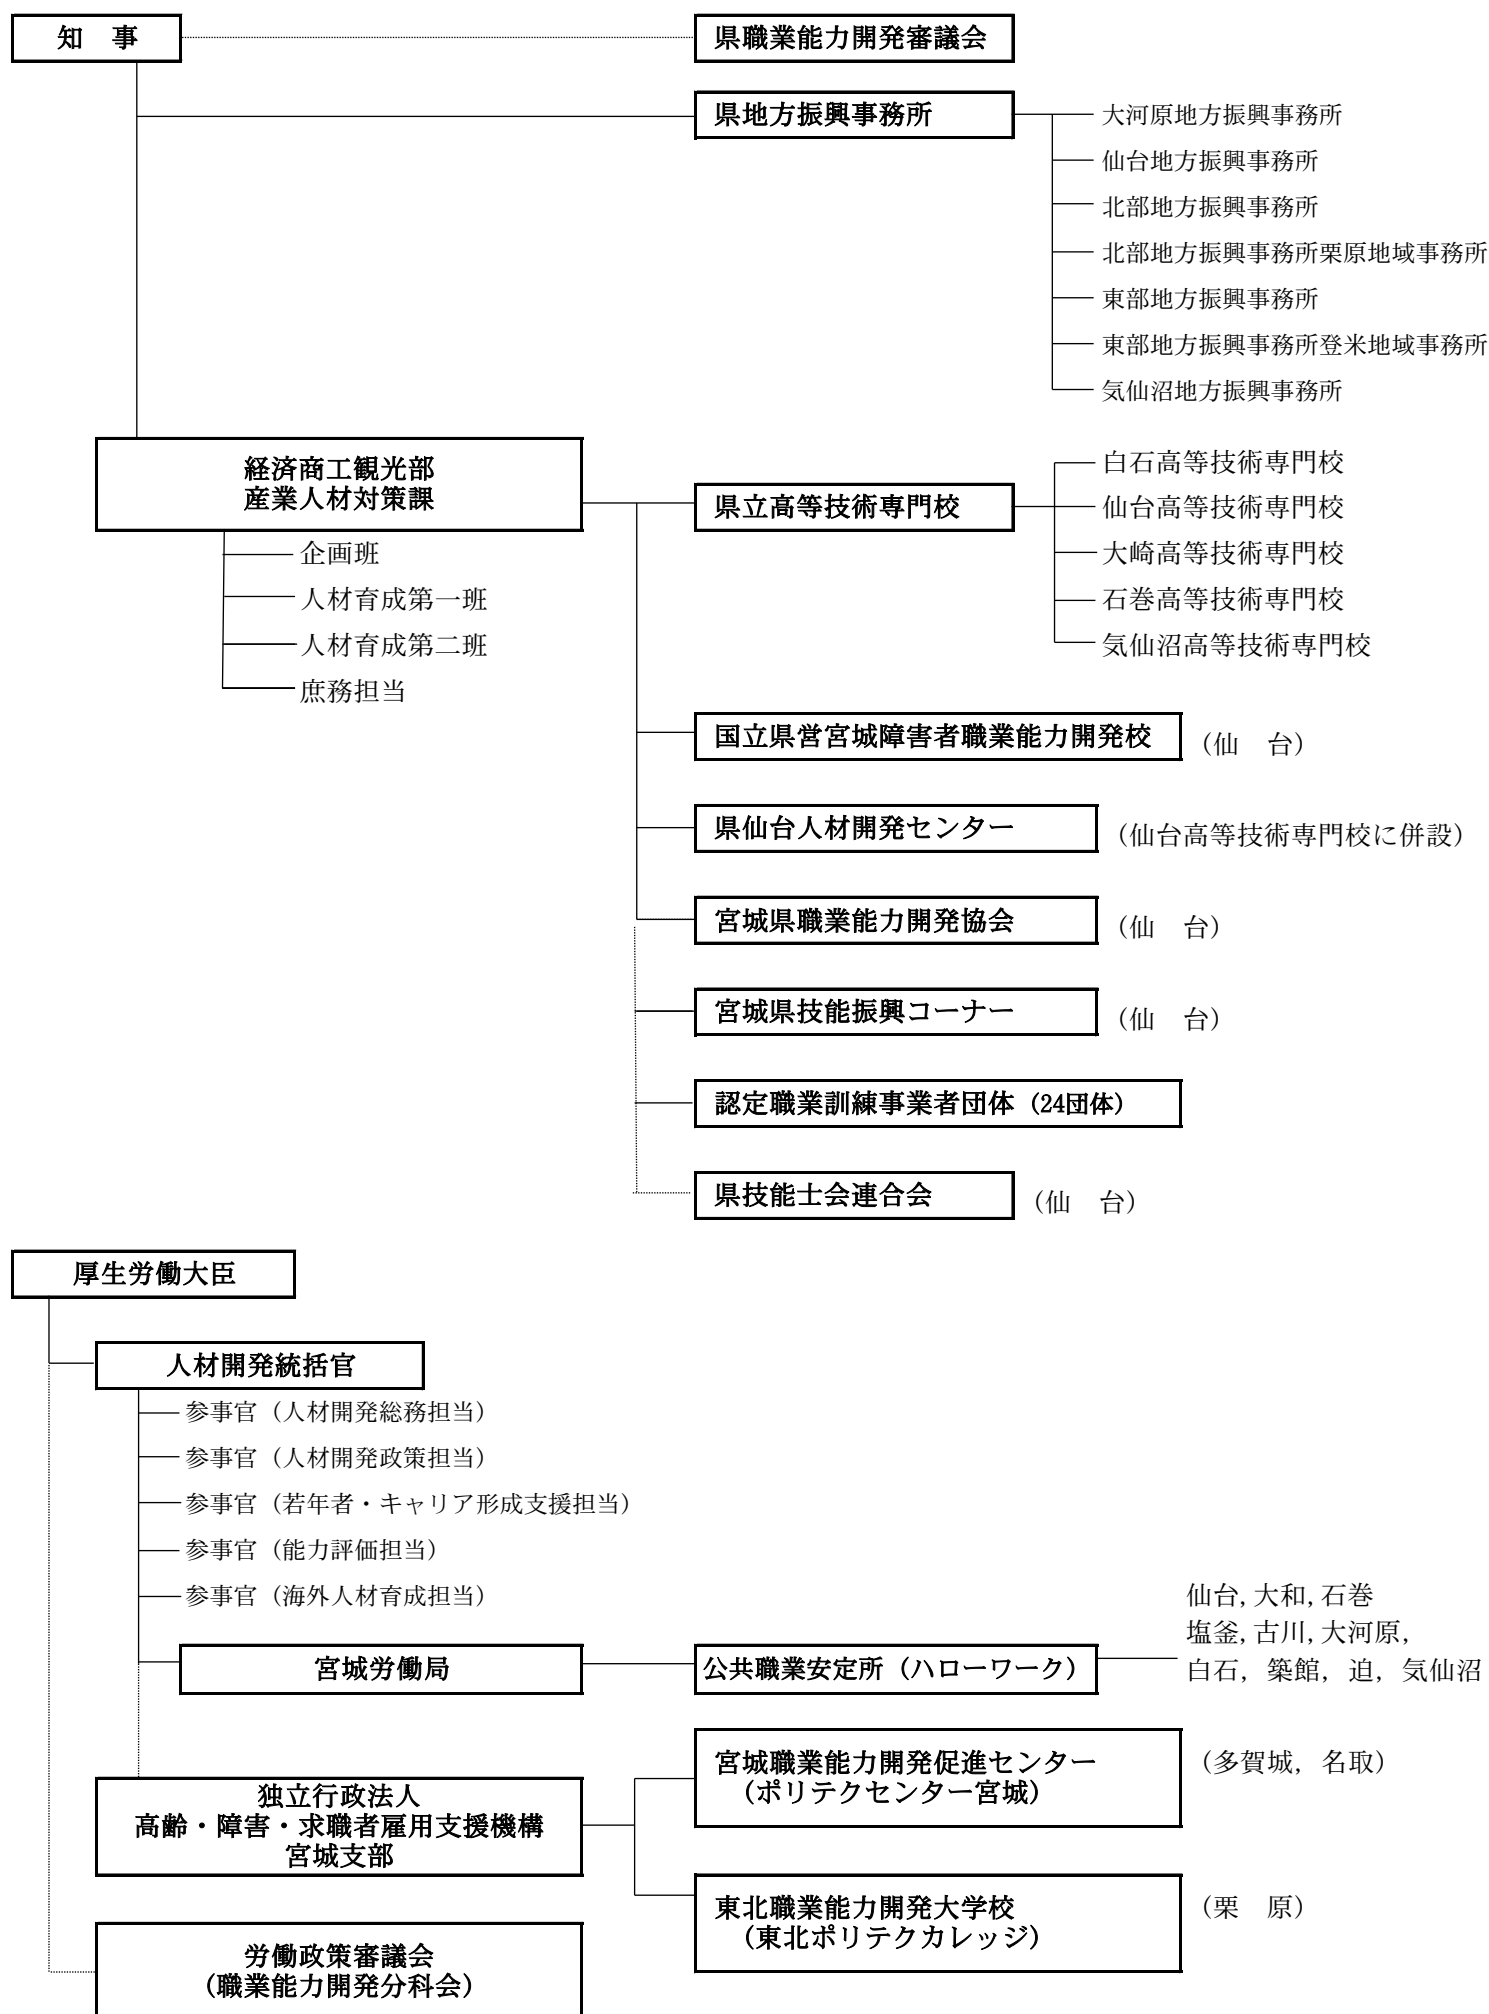 知　事
県職業能力開発審議会
県地方振興事務所
大河原地方振興事務所
仙台地方振興事務所
北部地方振興事務所
北部地方振興事務所栗原地域事務所
東部地方振興事務所
東部地方振興事務所登米地域事務所
気仙沼地方振興事務所
経済商工観光部
産業人材対策課
企画班
人材育成第一班
人材育成第二班
庶務担当
県立高等技術専門校
白石高等技術専門校
仙台高等技術専門校
大崎高等技術専門校
石巻高等技術専門校
気仙沼高等技術専門校
国立県営宮城障害者職業能力開発校
（仙　台）
県仙台人材開発センター
（仙台高等技術専門校に併設）
宮城県職業能力開発協会
（仙　台）
宮城県技能振興コーナー
（仙　台）
認定職業訓練事業者団体（24団体）
県技能士会連合会
（仙　台）
厚生労働大臣
人材開発統括官
参事官（人材開発総務担当）
参事官（人材開発政策担当）
参事官（若年者・キャリア形成支援担当）
参事官（能力評価担当）
参事官（海外人材育成担当）
宮城労働局
公共職業安定所（ハローワーク）
仙台，大和，石巻
塩釜，古川，大河原，
白石，築館，迫，気仙沼
独立行政法人
高齢・障害・求職者雇用支援機構
宮城支部
宮城職業能力開発促進センター
（ポリテクセンター宮城）
（多賀城，名取）
東北職業能力開発大学校
（東北ポリテクカレッジ）
（栗　原）
労働政策審議会
（職業能力開発分科会）